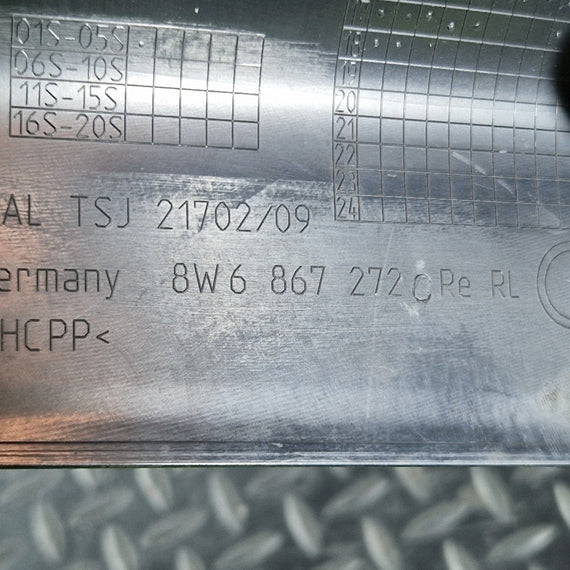 01S-05S
06S-10S
11S-15S
16S-20S
18
19
20
21
22
23
24
AL TSJ 21702/09
ermany 8W6 867 272 C Re RL
HCPP<